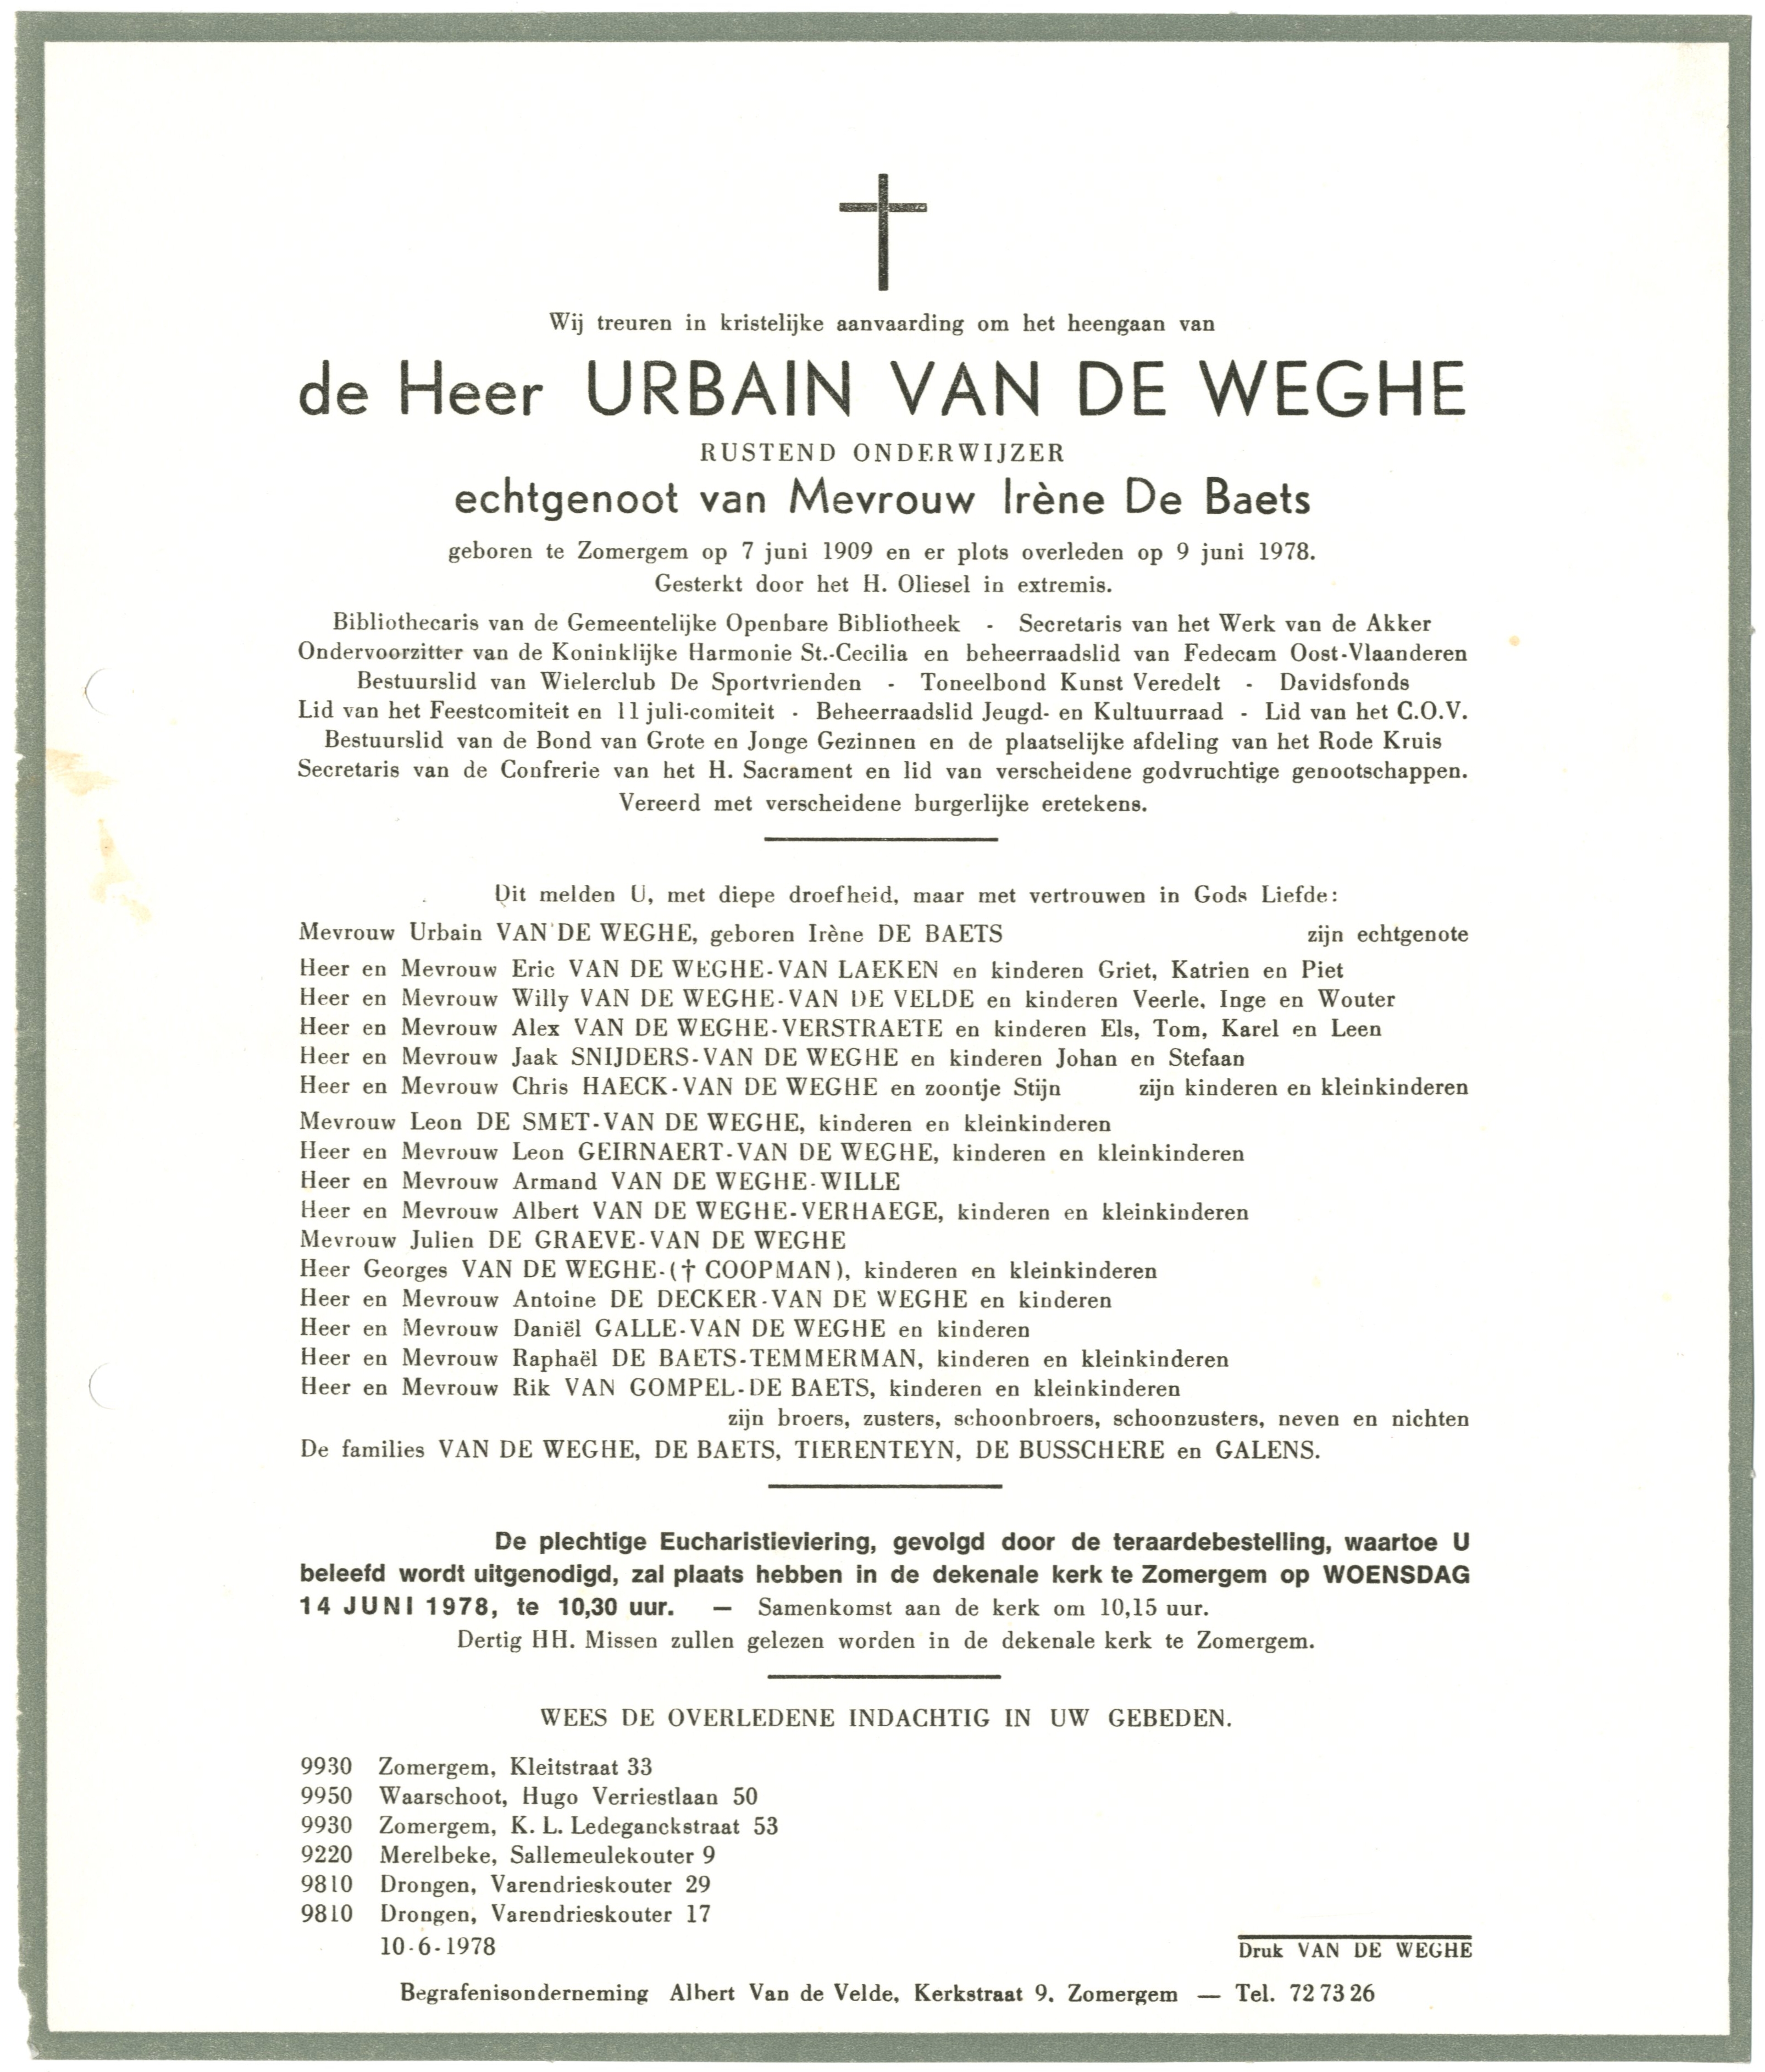 Wij treuren in kristelijke aanvaarding om het heengaan van
de Heer URBAIN VAN DE WEGHE
RUSTEND ONDERWIJZER
echtgenoot van Mevrouw Irène De Baets
geboren te Zomergem op 7 juni 1909 en er plots overleden op 9 juni 1978.
Gesterkt door het H. Oliesel in extremis.
Bibliothecaris van de Gemeentelijke Openbare Bibliotheek - Secretaris van het Werk van de Akker
Ondervoorzitter van de Koninklijke Harmonie St.-Cecilia en beheerraadslid van Fedecam Oost-Vlaanderen
Bestuurslid van Wielerclub De Sportvrienden - Toneelbond Kunst Veredelt - Davidsfonds
Lid van het Feestcomiteit en 11 juli-comiteit - Beheerraadslid Jeugd- en Kultuurraad - Lid van het C.O.V.
Bestuurslid van de Bond van Grote en Jonge Gezinnen en de plaatselijke afdeling van het Rode Kruis
Secretaris van de Confrerie van het H. Sacrament en lid van verscheidene godvruchtige genootschappen.
Vereerd met verscheidene burgerlijke eretekens.
Dit melden U, met diepe droefheid, maar met vertrouwen in Gods Liefde:
Mevrouw Urbain VAN DE WEGHE, geboren Irène DE BAETS zijn echtgenote
Heer en Mevrouw Eric VAN DE WEGHE-VAN LAEKEN en kinderen Griet, Katrien en Piet
Heer en Mevrouw Willy VAN DE WEGHE-VAN DE VELDE en kinderen Veerle, Inge en Wouter
Heer en Mevrouw Alex VAN DE WEGHE-VERSTRAETE en kinderen Els, Tom, Karel en Leen
Heer en Mevrouw Jaak SNIJDERS-VAN DE WEGHE en kinderen Johan en Stefaan
Heer en Mevrouw Chris HAECK-VAN DE WEGHE en zoontje Stijn zijn kinderen en kleinkinderen
Mevrouw Leon DE SMET-VAN DE WEGHE, kinderen en kleinkinderen
Heer en Mevrouw Leon GEIRNAERT-VAN DE WEGHE, kinderen en kleinkinderen
Heer en Mevrouw Armand VAN DE WEGHE-WILLE
Heer en Mevrouw Albert VAN DE WEGHE-VERHAEGE, kinderen en kleinkinderen
Mevrouw Julien DE GRAEVE-VAN DE WEGHE
Heer Georges VAN DE WEGHE-(† COOPMAN), kinderen en kleinkinderen
Heer en Mevrouw Antoine DE DECKER-VAN DE WEGHE en kinderen
Heer en Mevrouw Daniël GALLE-VAN DE WEGHE en kinderen
Heer en Mevrouw Raphaël DE BAETS-TEMMERMAN, kinderen en kleinkinderen
Heer en Mevrouw Rik VAN GOMPEL-DE BAETS, kinderen en kleinkinderen
zijn broers, zusters, schoonbroers, schoonzusters, neven en nichten
De families VAN DE WEGHE, DE BAETS, TIERENTEYN, DE BUSSCHERE en GALENS.
De plechtige Eucharistieviering, gevolgd door de teraardebestelling, waartoe U
beleefd wordt uitgenodigd, zal plaats hebben in de dekenale kerk te Zomergem op WOENSDAG
14 JUNI 1978, te 10,30 uur. — Samenkomst aan de kerk om 10,15 uur.
Dertig HH. Missen zullen gelezen worden in de dekenale kerk te Zomergem.
WEES DE OVERLEDENE INDACHTIG IN UW GEBEDEN.
9930 Zomergem, Kleitstraat 33
9950 Waarschoot, Hugo Verriestlaan 50
9930 Zomergem, K. L. Ledeganckstraat 53
9220 Merelbeke, Sallemeulekouter 9
9810 Drongen, Varendrieskouter 29
9810 Drongen, Varendrieskouter 17
10-6-1978
Druk VAN DE WEGHE
Begrafenisonderneming Albert Van de Velde, Kerkstraat 9, Zomergem — Tel. 72 73 26